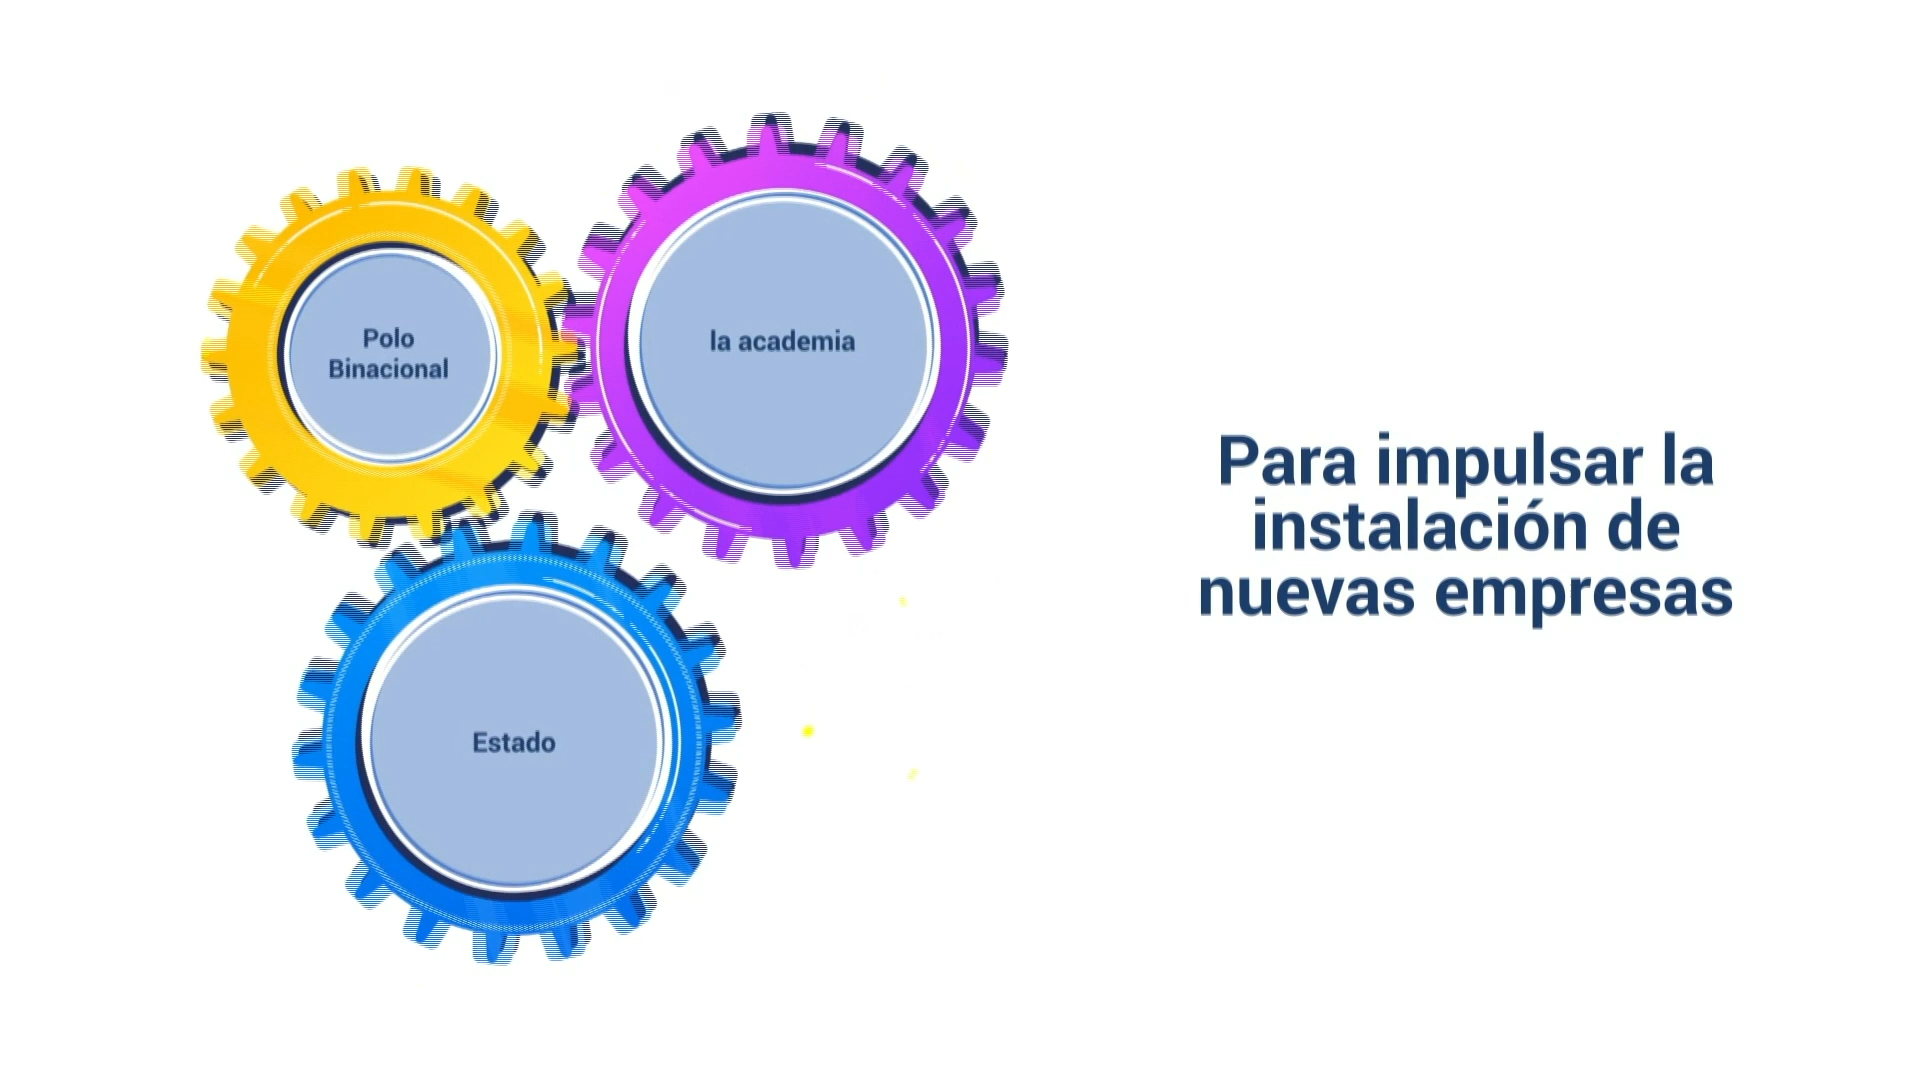 Polo
Binacional
la academia
Estado
Para impulsar la
instalación de
nuevas empresas